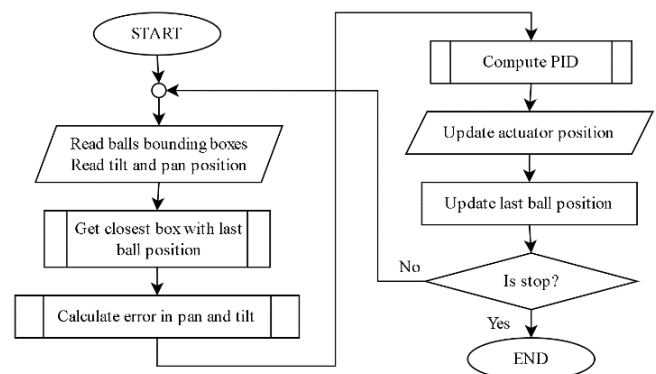 START
Read balls bounding boxes
Read tilt and pan position
Get closest box with last
ball position
Calculate error in pan and tilt
Compute PID
Update actuator position
Update last ball position
Is stop?
No
Yes
END